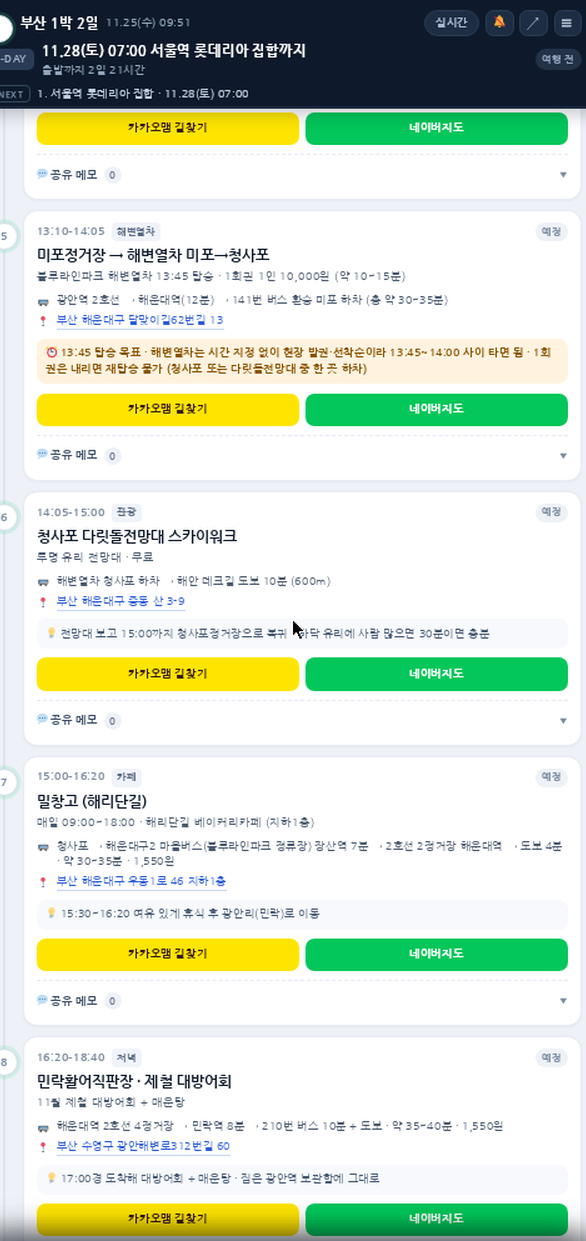 부산 1박 2일 11.25(수) 09:51 실시간
-DAY 11.28(토) 07:00 서울역 롯데리아 집합까지
출발까지 2일 21시간 여행 전
NEXT 1. 서울역 롯데리아 집합 · 11.28(토) 07:00
카카오맵 길찾기 네이버지도
공유 메모 0
5
13:10-14:05 해변열차 예정
미포정거장 → 해변열차 미포→청사포
블루라인파크 해변열차 13:45 탑승 · 1회권 1인 10,000원 (약 10~15분)
광안역 2호선 → 해운대역(12분) → 141번 버스 환승 미포 하차 (총 약 30~35분)
부산 해운대구 달맞이길62번길 13
13:45 탑승 목표 · 해변열차는 시간 지정 없이 현장 발권·선착순이라 13:45~14:00 사이 타면 됨 · 1회
권은 내리면 재탑승 불가 (청사포 또는 다릿돌전망대 중 한 곳 하차)
카카오맵 길찾기 네이버지도
공유 메모 0
6
14:05-15:00 관광 예정
청사포 다릿돌전망대 스카이워크
투명 유리 전망대 · 무료
해변열차 청사포 하차 → 해안 데크길 도보 10분 (600m)
부산 해운대구 중동 산 3-9
전망대 보고 15:00까지 청사포정거장으로 복귀 닥 유리에 사람 많으면 30분이면 충분
카카오맵 길찾기 네이버지도
공유 메모 0
7
15:00-16:20 카페 예정
밀창고 (해리단길)
매일 09:00~18:00 · 해리단길 베이커리카페 (지하1층)
청사포 → 해운대구2 마을버스(블루라인파크 정류장) 장산역 7분 → 2호선 2정거장 해운대역 → 도보 4분
· 약 30~35분 · 1,550원
부산 해운대구 우동1로 46 지하1층
15:30~16:20 여유 있게 휴식 후 광안리(민락)로 이동
카카오맵 길찾기 네이버지도
공유 메모 0
8
16:20-18:40 저녁 예정
민락활어직판장 · 제철 대방어회
11월 제철 대방어회 + 매운탕
해운대역 2호선 4정거장 → 민락역 8분 → 210번 버스 10분 + 도보 · 약 35~40분 · 1,550원
부산 수영구 광안해변로312번길 60
17:00경 도착해 대방어회 + 매운탕 · 짐은 광안역 보관함에 그대로
카카오맵 길찾기 네이버지도